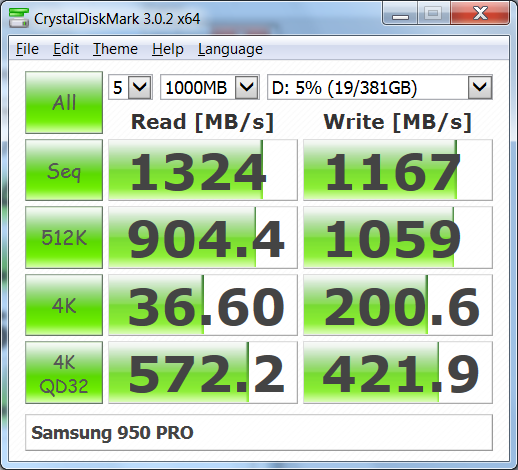 CrystalDiskMark 3.0.2 x64
File Edit Theme Help Language
All 5 1000MB D: 5% (19/381GB)
Read [MB/s] Write [MB/s]
Seq 1324 1167
512K 904.4 1059
4K 36.60 200.6
4K QD32 572.2 421.9
Samsung 950 PRO